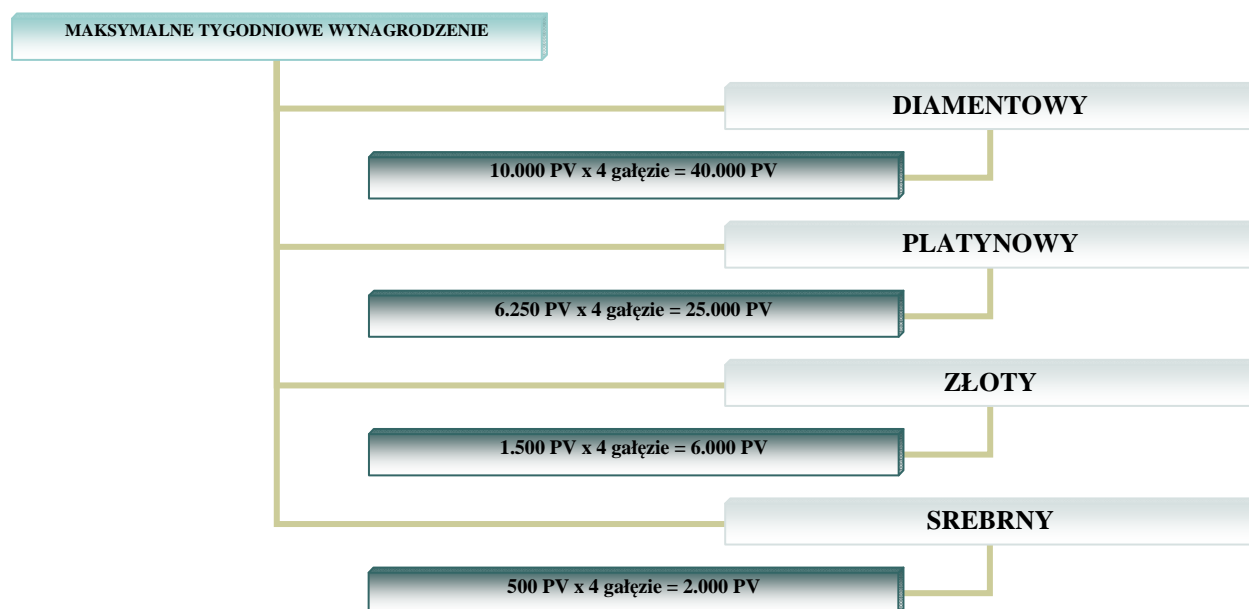 MAKSYMALNE TYGODNIOWE WYNAGRODZENIE
DIAMENTOWY
10.000 PV x 4 gałęzie = 40.000 PV
PLATYNOWY
6.250 PV x 4 gałęzie = 25.000 PV
ZŁOTY
1.500 PV x 4 gałęzie = 6.000 PV
SREBRNY
500 PV x 4 gałęzie = 2.000 PV